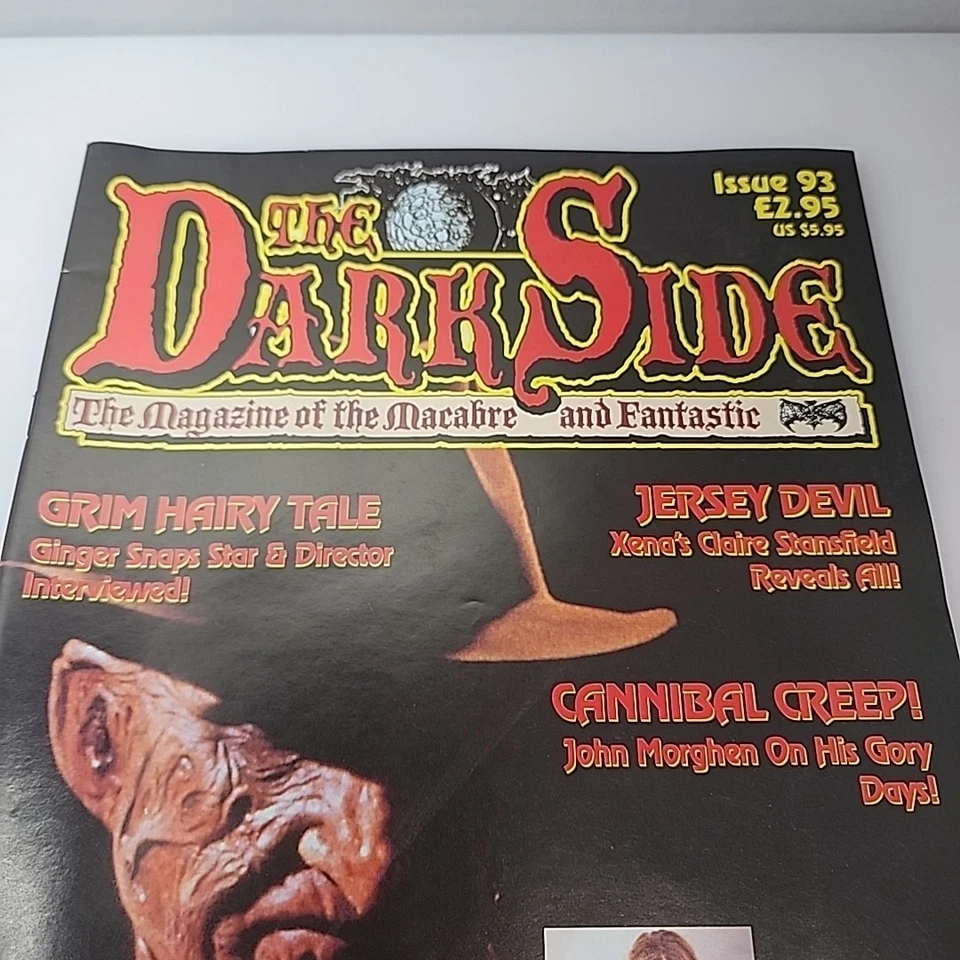 The
DarkSide
Issue 93
£2.95
US $5.95
The Magazine of the Macabre and Fantastic
GRIM HAIRY TALE
Ginger Snaps Star & Director
Interviewed!
JERSEY DEVIL
Xena's Claire Stansfield
Reveals All!
CANNIBAL CREEP!
John Morghen On His Gory
Days!